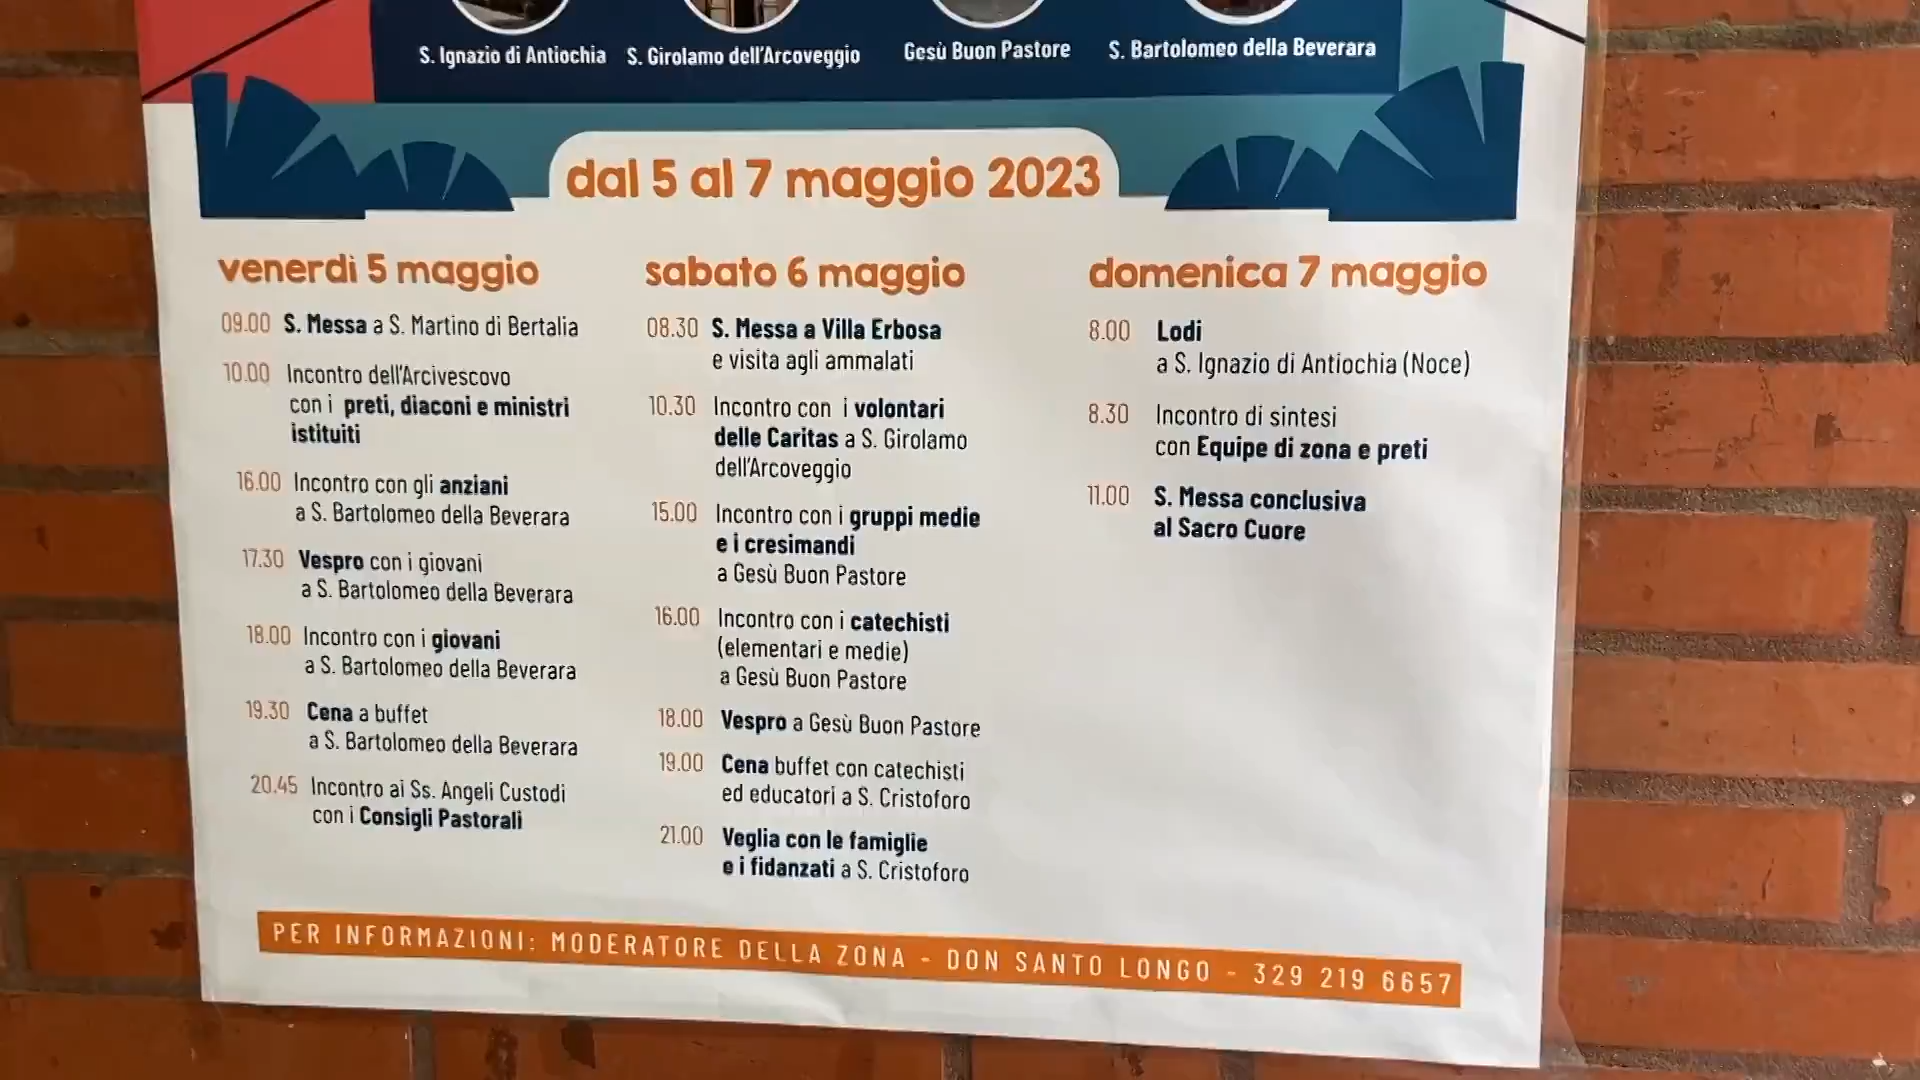 S. Ignazio di Antiochia
S. Girolamo dell'Arcoveggio
Gesù Buon Pastore
S. Bartolomeo della Beverara
dal 5 al 7 maggio 2023
venerdì 5 maggio
09.00 S. Messa a S. Martino di Bertalia
10.00 Incontro dell'Arcivescovo
con i preti, diaconi e ministri
istituiti
16.00 Incontro con gli anziani
a S. Bartolomeo della Beverara
17.30 Vespro con i giovani
a S. Bartolomeo della Beverara
18.00 Incontro con i giovani
a S. Bartolomeo della Beverara
19.30 Cena a buffet
a S. Bartolomeo della Beverara
20.45 Incontro ai Ss. Angeli Custodi
con i Consigli Pastorali
sabato 6 maggio
08.30 S. Messa a Villa Erbosa
e visita agli ammalati
10.30 Incontro con i volontari
delle Caritas a S. Girolamo
dell'Arcoveggio
15.00 Incontro con i gruppi medie
e i cresimandi
a Gesù Buon Pastore
16.00 Incontro con i catechisti
(elementari e medie)
a Gesù Buon Pastore
18.00 Vespro a Gesù Buon Pastore
19.00 Cena buffet con catechisti
ed educatori a S. Cristoforo
21.00 Veglia con le famiglie
e i fidanzati a S. Cristoforo
domenica 7 maggio
8.00 Lodi
a S. Ignazio di Antiochia (Noce)
8.30 Incontro di sintesi
con Equipe di zona e preti
11.00 S. Messa conclusiva
al Sacro Cuore
PER INFORMAZIONI: MODERATORE DELLA ZONA - DON SANTO LONGO - 329 219 6657